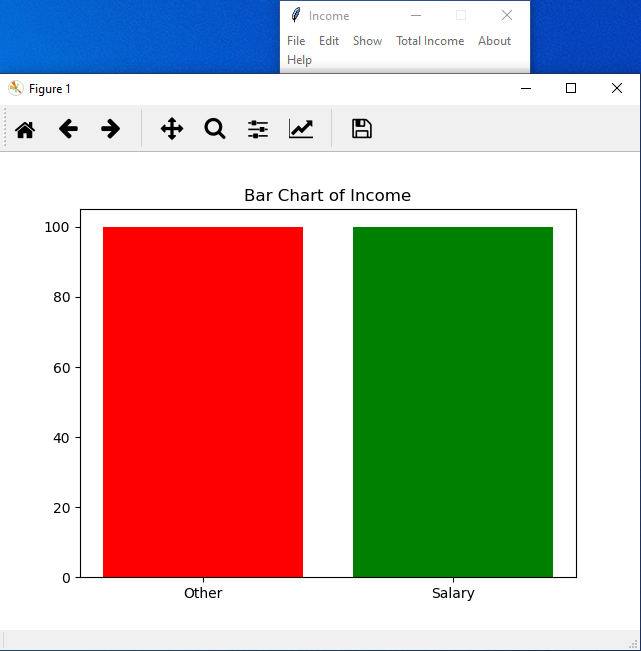 Income
File Edit Show Total Income About
Help
Figure 1
Bar Chart of Income
100
80
60
40
20
0
Other Salary